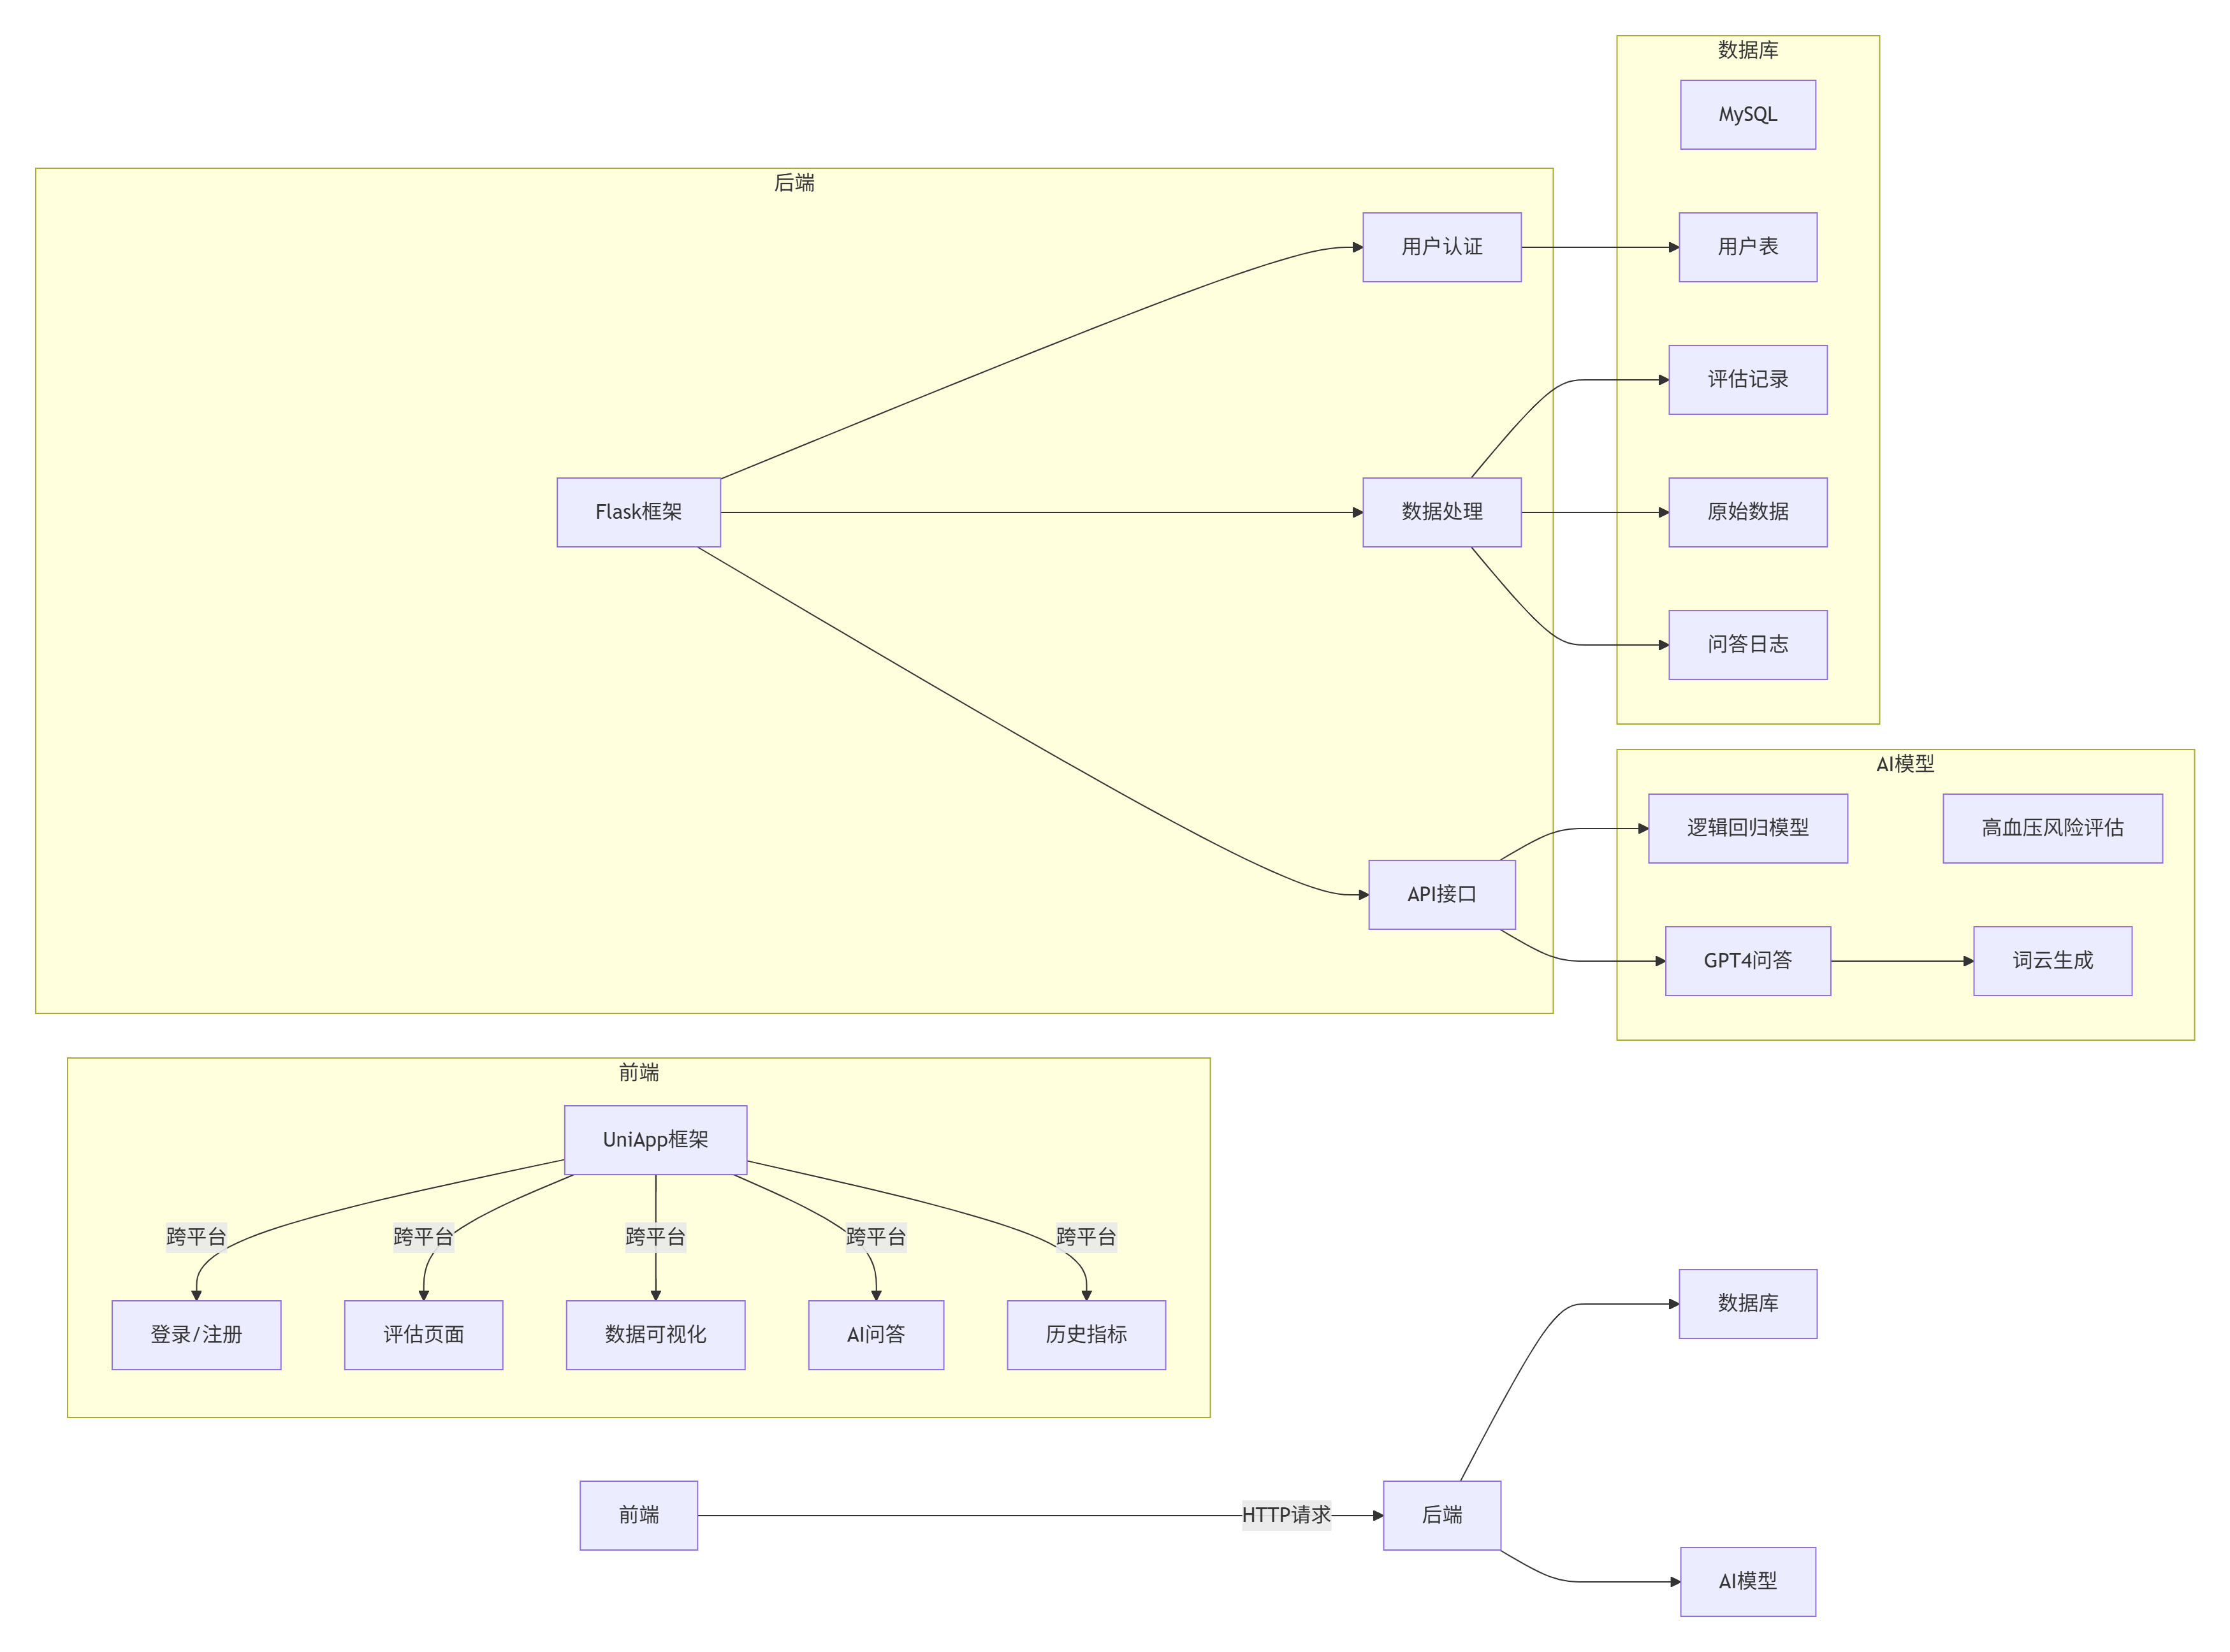 数据库
MySQL
后端
用户认证
用户表
评估记录
Flask框架
数据处理
原始数据
问答日志
AI模型
逻辑回归模型
高血压风险评估
API接口
GPT4问答
词云生成
前端
UniApp框架
跨平台
跨平台
跨平台
跨平台
跨平台
登录/注册
评估页面
数据可视化
AI问答
历史指标
数据库
前端
HTTP请求
后端
AI模型